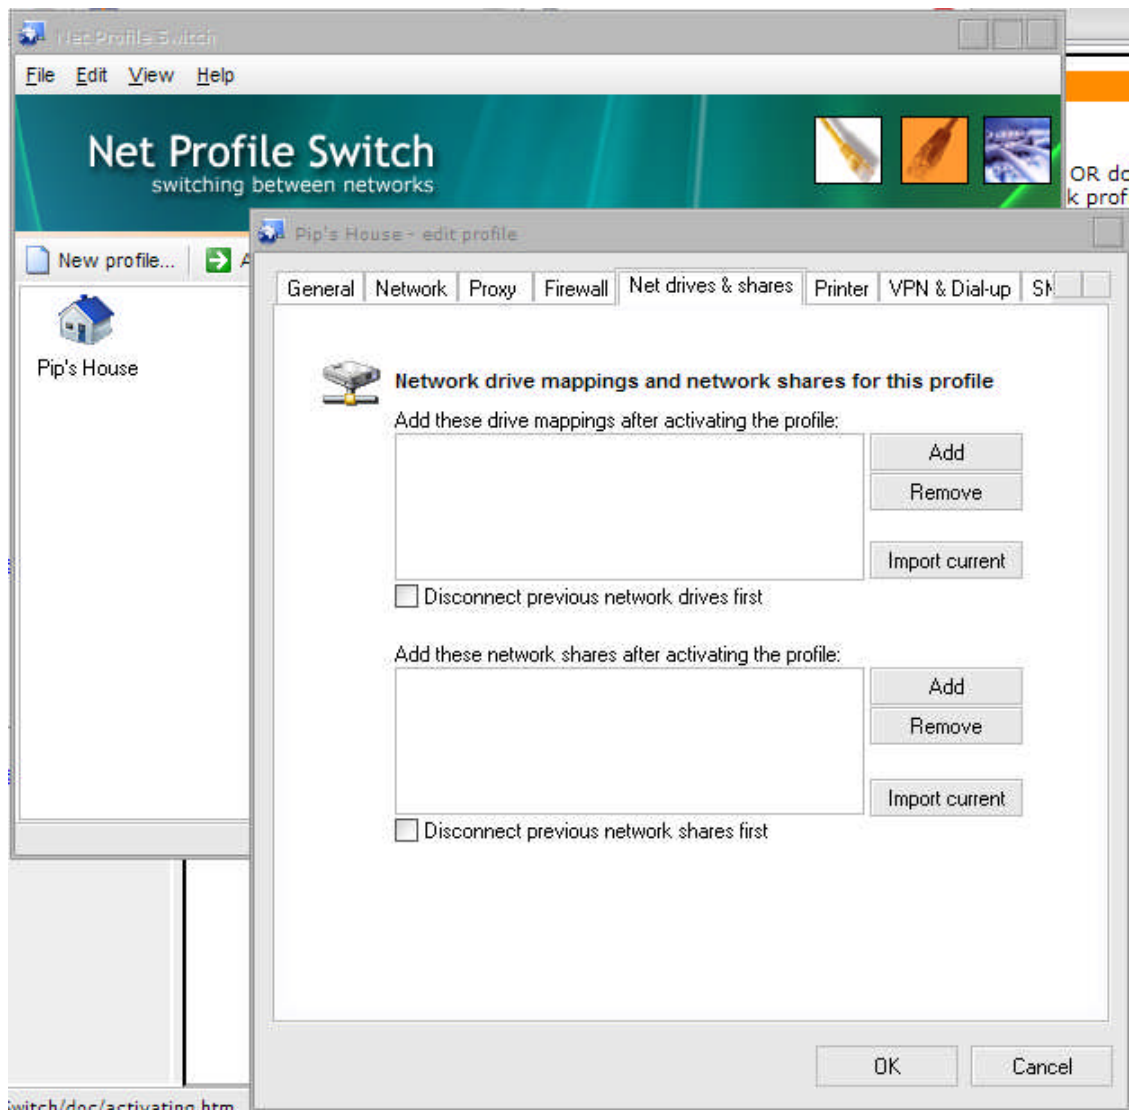 Net Profile Switch
File Edit View Help
Net Profile Switch
switching between networks
OR do
k prof
Pip's House - edit profile
New profile... A
General Network Proxy Firewall Net drives & shares Printer VPN & Dial-up
Pip's House
Network drive mappings and network shares for this profile
Add these drive mappings after activating the profile:
Add
Remove
Import current
Disconnect previous network drives first
Add these network shares after activating the profile:
Add
Remove
Import current
Disconnect previous network shares first
OK Cancel
witch/doc/activating.htm